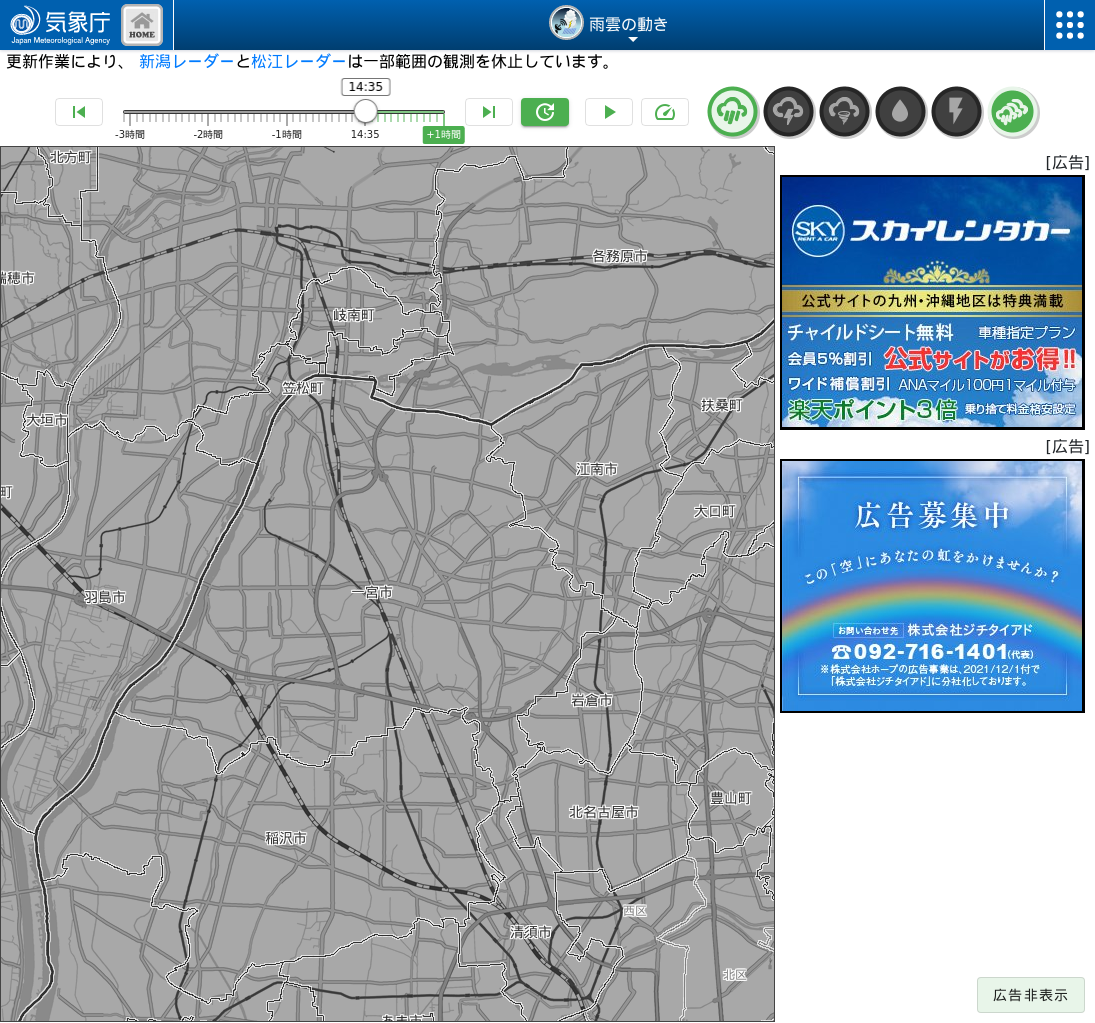 気象庁
Japan Meteorological Agency
HOME
雨雲の動き
更新作業により、 新潟レーダーと松江レーダーは一部範囲の観測を休止しています。
14:35
-3時間
-2時間
-1時間
14:35
+1時間
北方町
各務原市
瑞穂市
岐南町
笠松町
扶桑町
大垣市
江南市
町
大口町
一宮市
羽島市
岩倉市
豊山町
北名古屋市
稲沢市
西区
清須市
北区
[広告]
SKY
RENT A CAR
スカイレンタカー
公式サイトの九州・沖縄地区は特典満載
チャイルドシート無料 車種指定プラン
会員5%割引 公式サイトがお得!!
ワイド補償割引 ANAマイル100円1マイル付与
楽天ポイント3倍 乗り捨て料金格安設定
[広告]
広告募集中
この「空」にあなたの虹をかけませんか?
お問い合わせ先 株式会社ジチタイアド
☎092-716-1401(代表)
※株式会社ホープの広告事業は、2021/12/1付で
「株式会社ジチタイアド」に分社化しております。
広告非表示